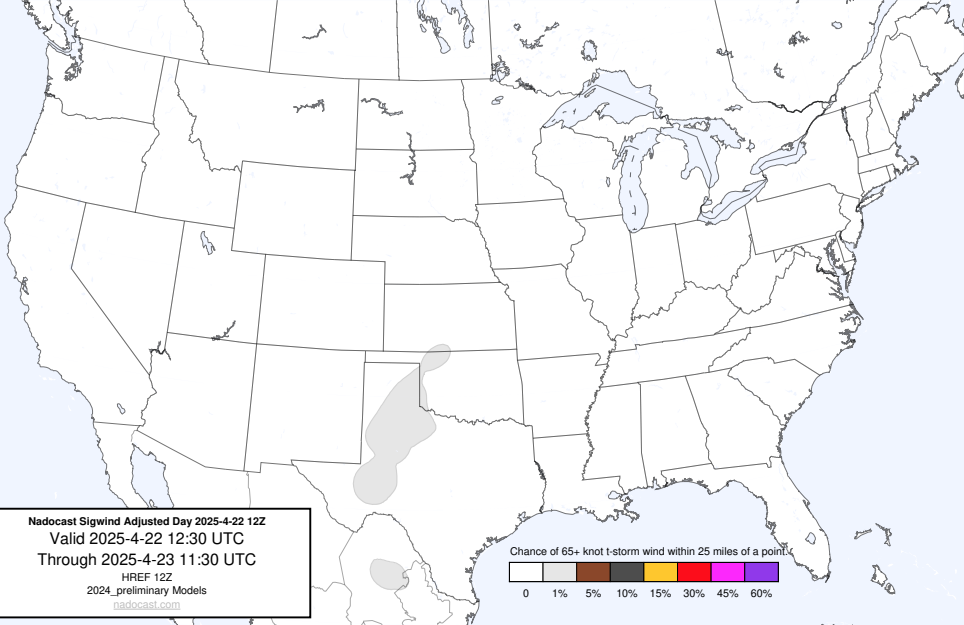 Nadocast Sigwind Adjusted Day 2025-4-22 12Z
Valid 2025-4-22 12:30 UTC
Through 2025-4-23 11:30 UTC
HREF 12Z
2024_preliminary Models
nadocast.com
Chance of 65+ knot t-storm wind within 25 miles of a point.
0 1% 5% 10% 15% 30% 45% 60%